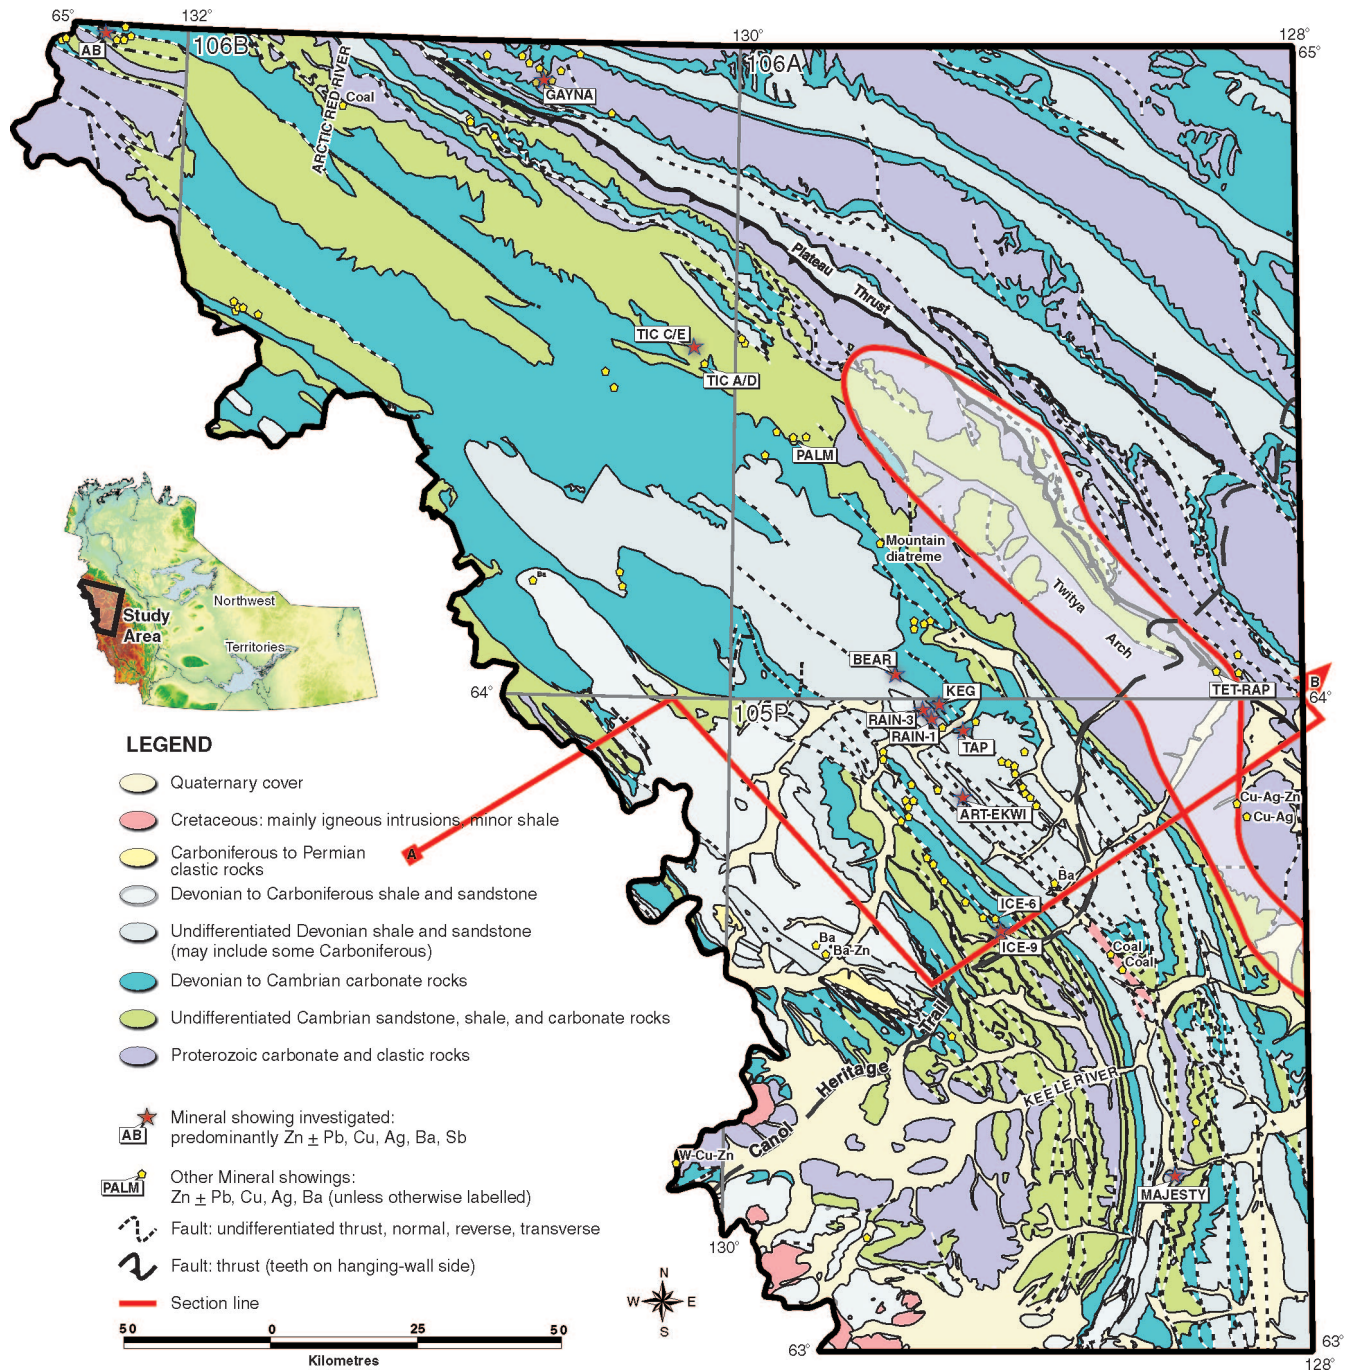 65°
132°
130°
128°
65°
106B
106A
AB
GAYNA
Coal
ARCTIC RED RIVER
Plateau
Thrust
TIC C/E
TIC A/D
PALM
Mountain
diatreme
Ba
Twitya
Arch
Northwest
Territories
Study
Area
BEAR
KEG
TET-RAP
B
64°
64°
105P
RAIN-3
RAIN-1
TAP
LEGEND
Quaternary cover
Cretaceous: mainly igneous intrusions, minor shale
Carboniferous to Permian
clastic rocks
Devonian to Carboniferous shale and sandstone
Undifferentiated Devonian shale and sandstone
(may include some Carboniferous)
Devonian to Cambrian carbonate rocks
Undifferentiated Cambrian sandstone, shale, and carbonate rocks
Proterozoic carbonate and clastic rocks
AB
Mineral showing investigated:
predominantly Zn ± Pb, Cu, Ag, Ba, Sb
PALM
Other Mineral showings:
Zn ± Pb, Cu, Ag, Ba (unless otherwise labelled)
Fault: undifferentiated thrust, normal, reverse, transverse
Fault: thrust (teeth on hanging-wall side)
Section line
50 0 25 50
Kilometres
A
Cu-Ag-Zn
Cu-Ag
ART-EKWI
Ba
ICE-6
ICE-9
Ba
Ba-Zn
Coal
Coal
Canol Heritage Trail
KEELE RIVER
W-Cu-Zn
MAJESTY
130°
N
W E
S
63°
63°
128°